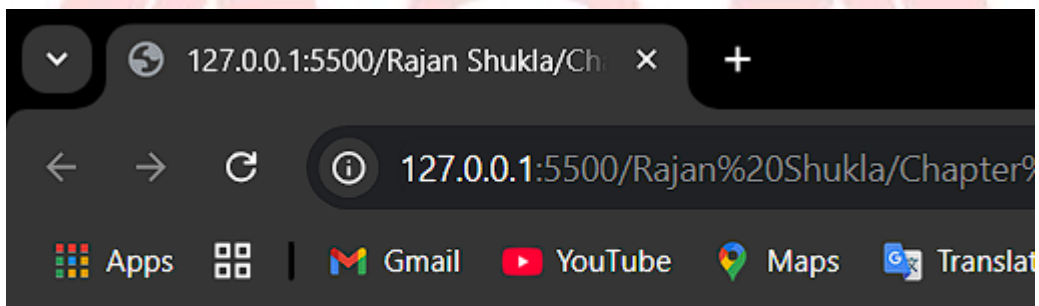 127.0.0.1:5500/Rajan Shukla/Ch
127.0.0.1:5500/Rajan%20Shukla/Chapter%
Apps Gmail YouTube Maps Translat